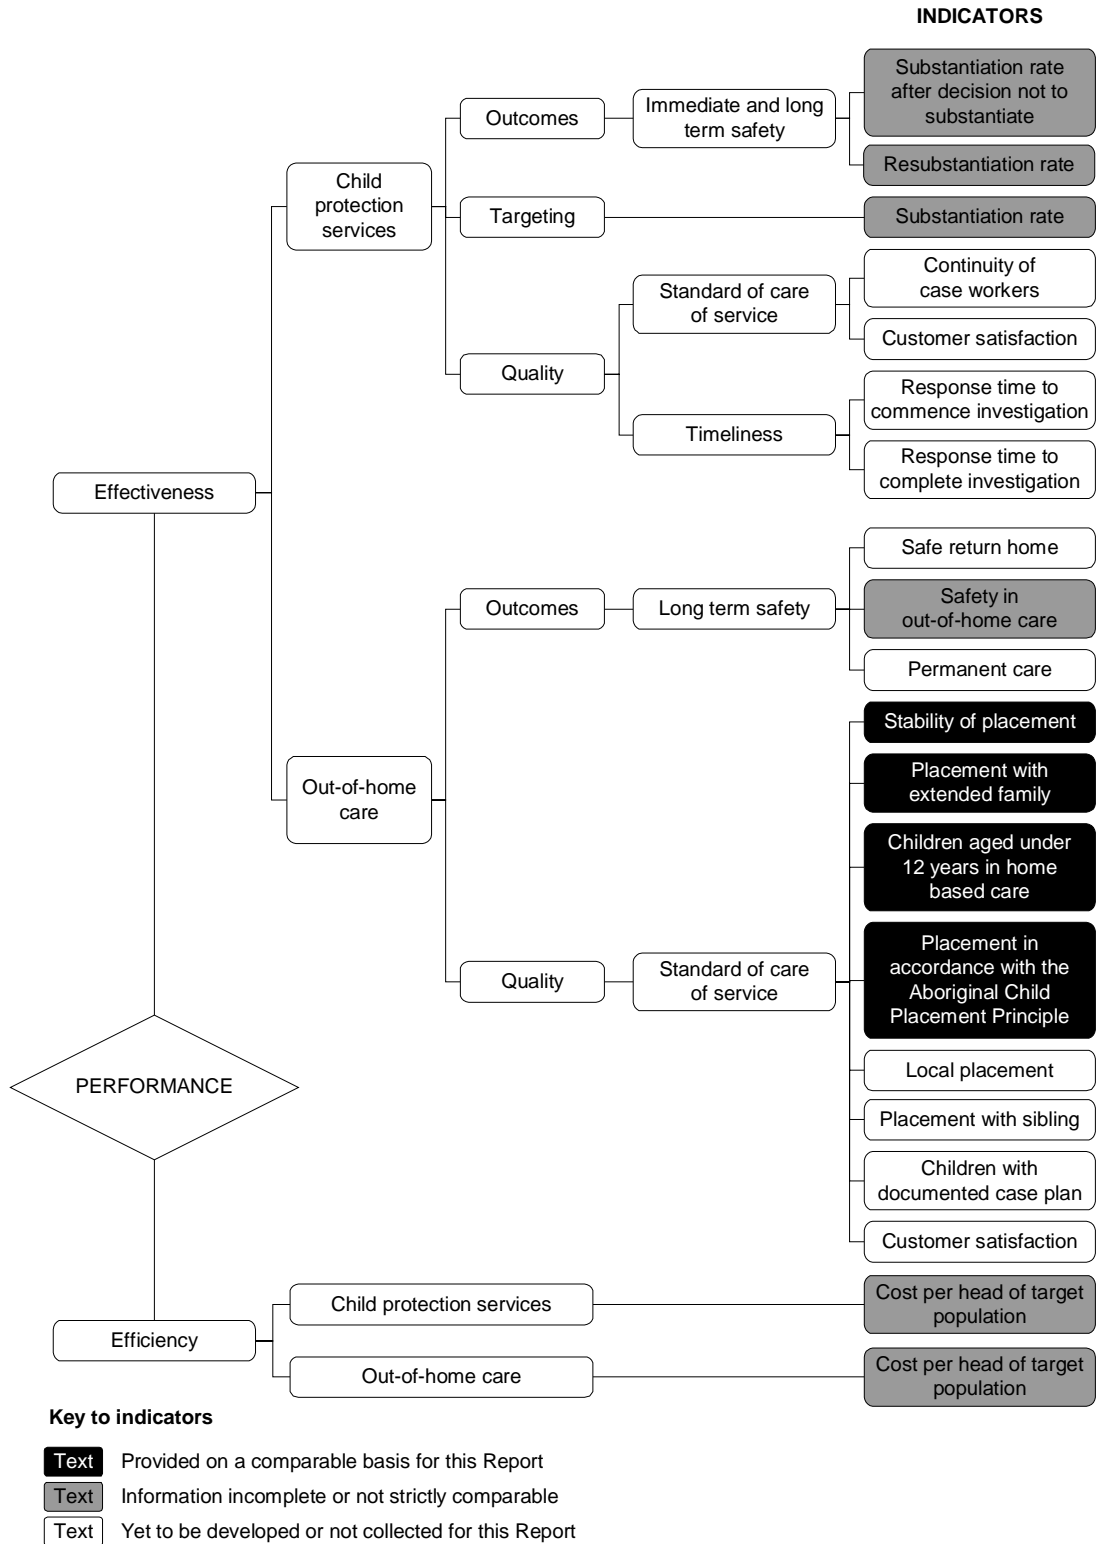 INDICATORS
Substantiation rate
after decision not to
substantiate
Outcomes
Immediate and long
term safety
Resubstantiation rate
Child
protection
services
Targeting
Substantiation rate
Continuity of
case workers
Standard of care
of service
Customer satisfaction
Quality
Response time to
commence investigation
Timeliness
Response time to
complete investigation
Effectiveness
Safe return home
Outcomes
Long term safety
Safety in
out-of-home care
Permanent care
Stability of placement
Out-of-home
care
Placement with
extended family
Children aged under
12 years in home
based care
Quality
Standard of care
of service
Placement in
accordance with the
Aboriginal Child
Placement Principle
PERFORMANCE
Local placement
Placement with sibling
Children with
documented case plan
Customer satisfaction
Child protection services
Cost per head of target
population
Efficiency
Out-of-home care
Cost per head of target
population
Key to indicators
Text Provided on a comparable basis for this Report
Text Information incomplete or not strictly comparable
Text Yet to be developed or not collected for this Report